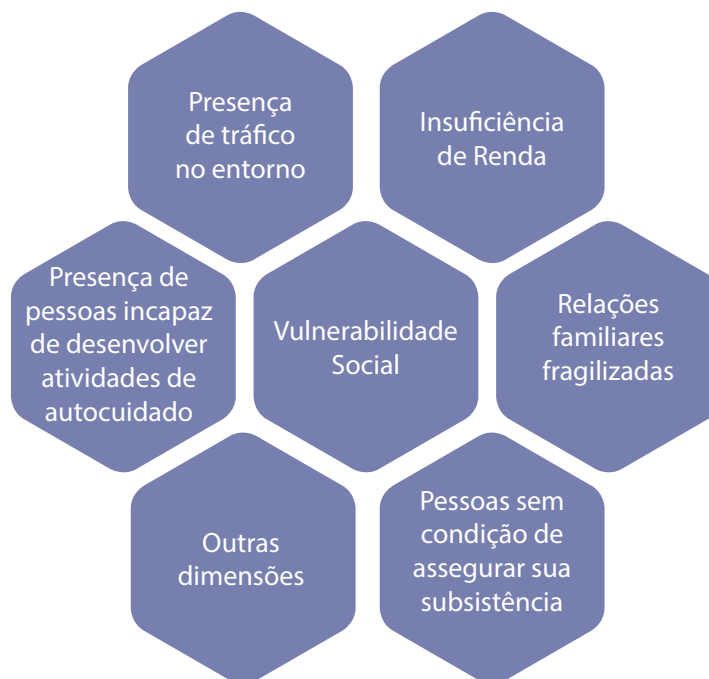 Presença
de tráfico
no entorno
Insuficiência
de Renda
Presença de
pessoas incapaz
de desenvolver
atividades de
autocuidado
Vulnerabilidade
Social
Relações
familiares
fragilizadas
Outras
dimensões
Pessoas sem
condição de
assegurar sua
subsistência